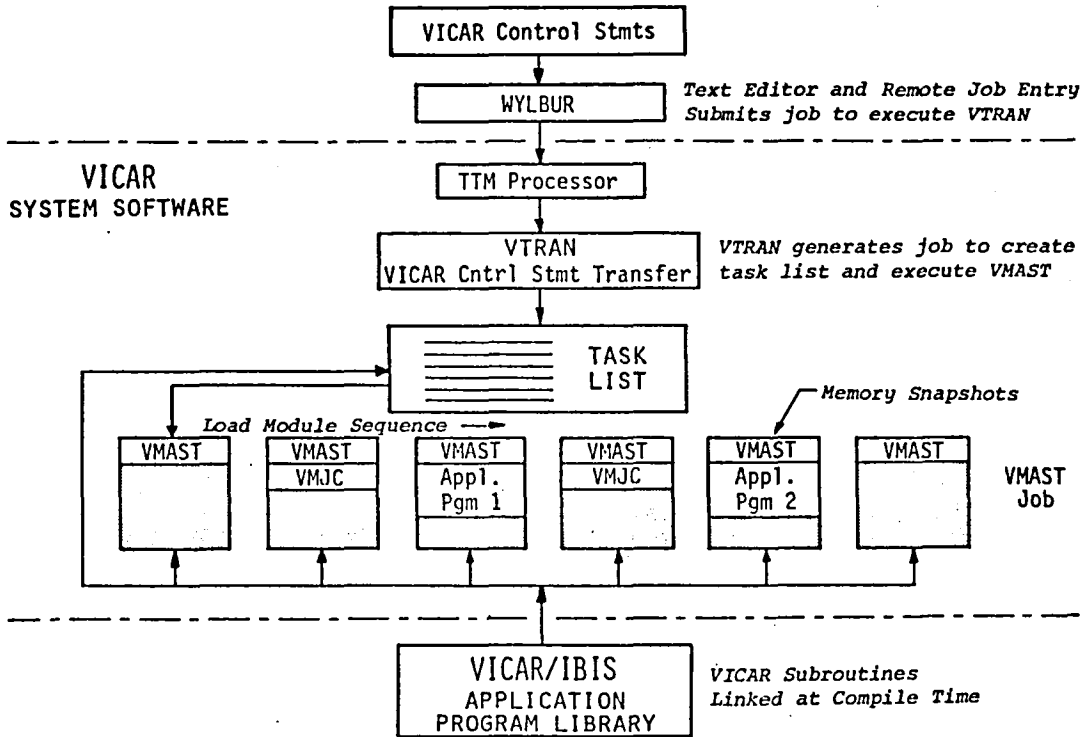 VICAR Control Stmts
WYLBUR
Text Editor and Remote Job Entry
Submits job to execute VTRAN
VICAR
SYSTEM SOFTWARE
TTM Processor
VTRAN
VICAR Cntrl Stmt Transfer
VTRAN generates job to create
task list and execute VMAST
TASK
LIST
Memory Snapshots
Load Module Sequence
VMAST
VMAST
VMJC
VMAST
Appl.
Pgm 1
VMAST
VMJC
VMAST
Appl.
Pgm 2
VMAST
VMAST
Job
VICAR/IBIS
APPLICATION
PROGRAM LIBRARY
VICAR Subroutines
Linked at Compile Time